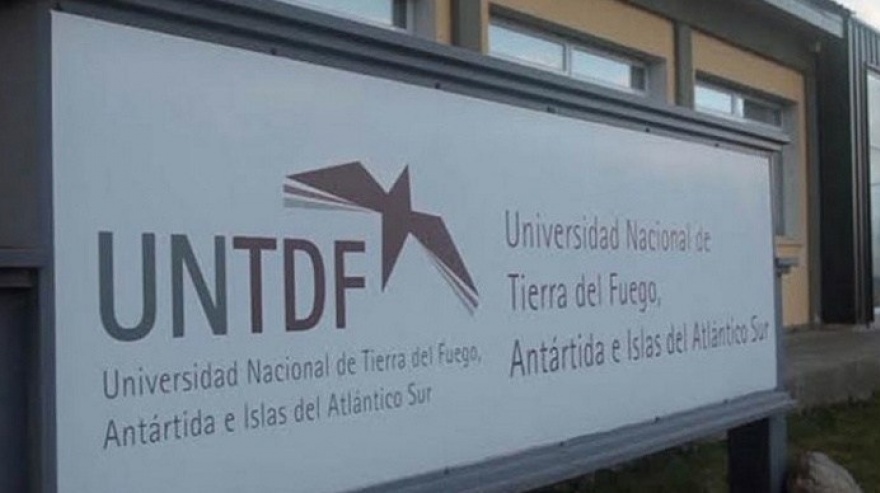 UNTDF
Universidad Nacional de Tierra del Fuego,
Antártida e Islas del Atlántico Sur
Universidad Nacional de
Tierra del Fuego,
Antártida e Islas del Atlántico Sur